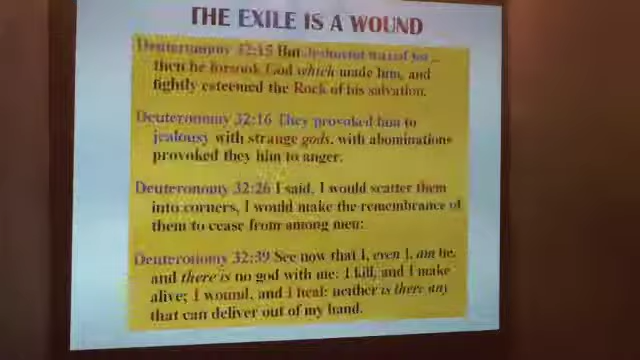 THE EXILE IS A WOUND
Deuteronomy 32:15 But Jeshurun waxed fat ...
then he forsook God which made him, and
lightly esteemed the Rock of his salvation.
Deuteronomy 32:16 They provoked him to
jealousy with strange gods, with abominations
provoked they him to anger.
Deuteronomy 32:26 I said, I would scatter them
into corners, I would make the remembrance of
them to cease from among men:
Deuteronomy 32:39 See now that I, even I, am he,
and there is no god with me: I kill, and I make
alive; I wound, and I heal: neither is there any
that can deliver out of my hand.